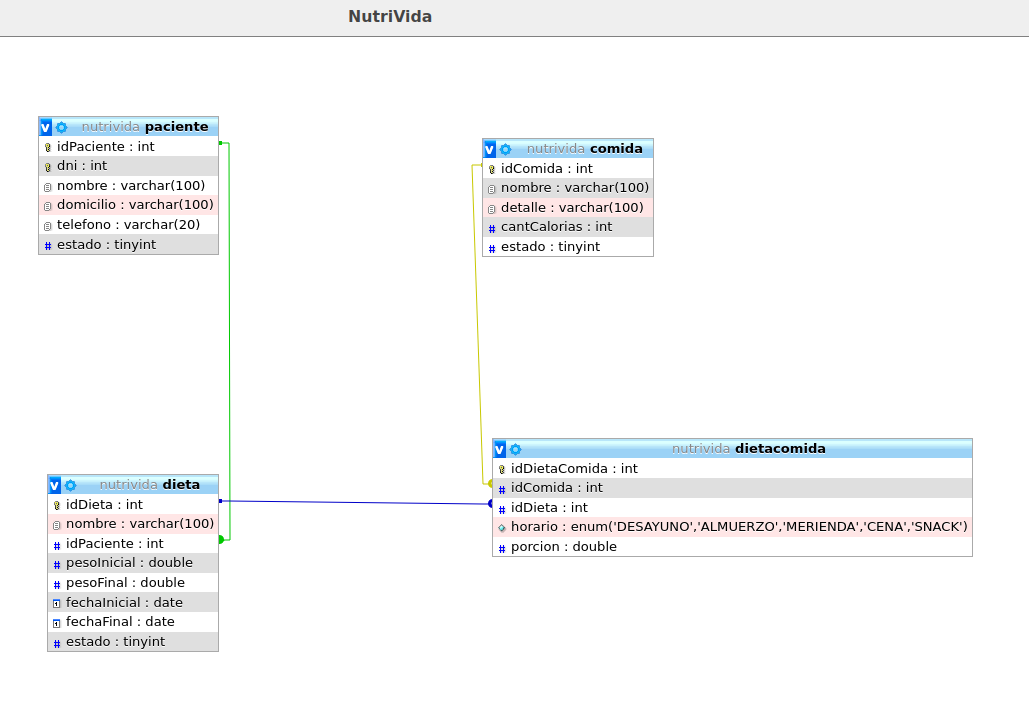 NutriVida
v nutrivida paciente
idPaciente : int
dni : int
nombre : varchar(100)
domicilio : varchar(100)
telefono : varchar(20)
# estado : tinyint
v nutrivida comida
idComida : int
nombre : varchar(100)
detalle : varchar(100)
# cantCalorias : int
# estado : tinyint
v nutrivida dieta
idDieta : int
nombre : varchar(100)
# idPaciente : int
# pesoInicial : double
# pesoFinal : double
fechaInicial : date
fechaFinal : date
# estado : tinyint
v nutrivida dietacomida
idDietaComida : int
# idComida : int
# idDieta : int
horario : enum('DESAYUNO','ALMUERZO','MERIENDA','CENA','SNACK')
# porcion : double